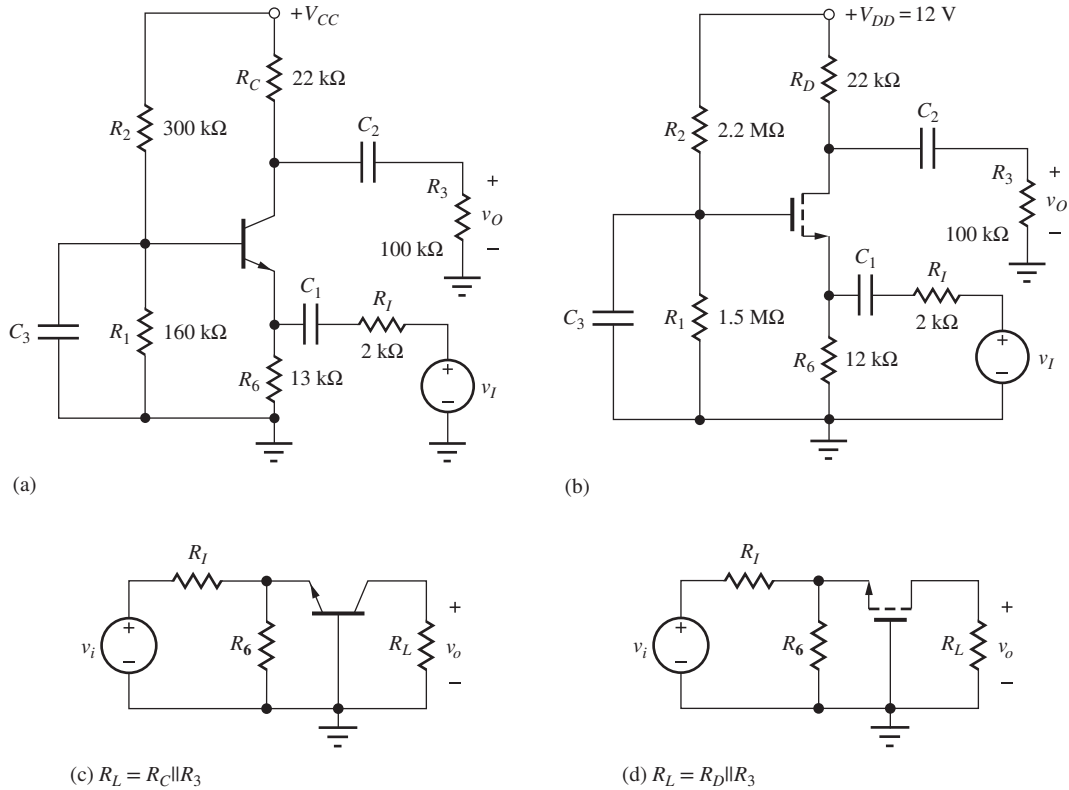 +V_CC
R_C 22 kΩ
R_2 300 kΩ
C_2
R_3
+
v_O
−
100 kΩ
C_1
R_I
2 kΩ
C_3
R_1 160 kΩ
R_6 13 kΩ
+
−
v_I
(a)
+V_DD = 12 V
R_D 22 kΩ
R_2 2.2 MΩ
C_2
R_3
+
v_O
−
100 kΩ
C_1
R_I
2 kΩ
C_3
R_1 1.5 MΩ
R_6 12 kΩ
+
−
v_I
(b)
R_I
v_i
+
−
R_6
R_L
+
v_o
−
(c) R_L = R_C||R_3
R_I
v_i
+
−
R_6
R_L
+
v_o
−
(d) R_L = R_D||R_3